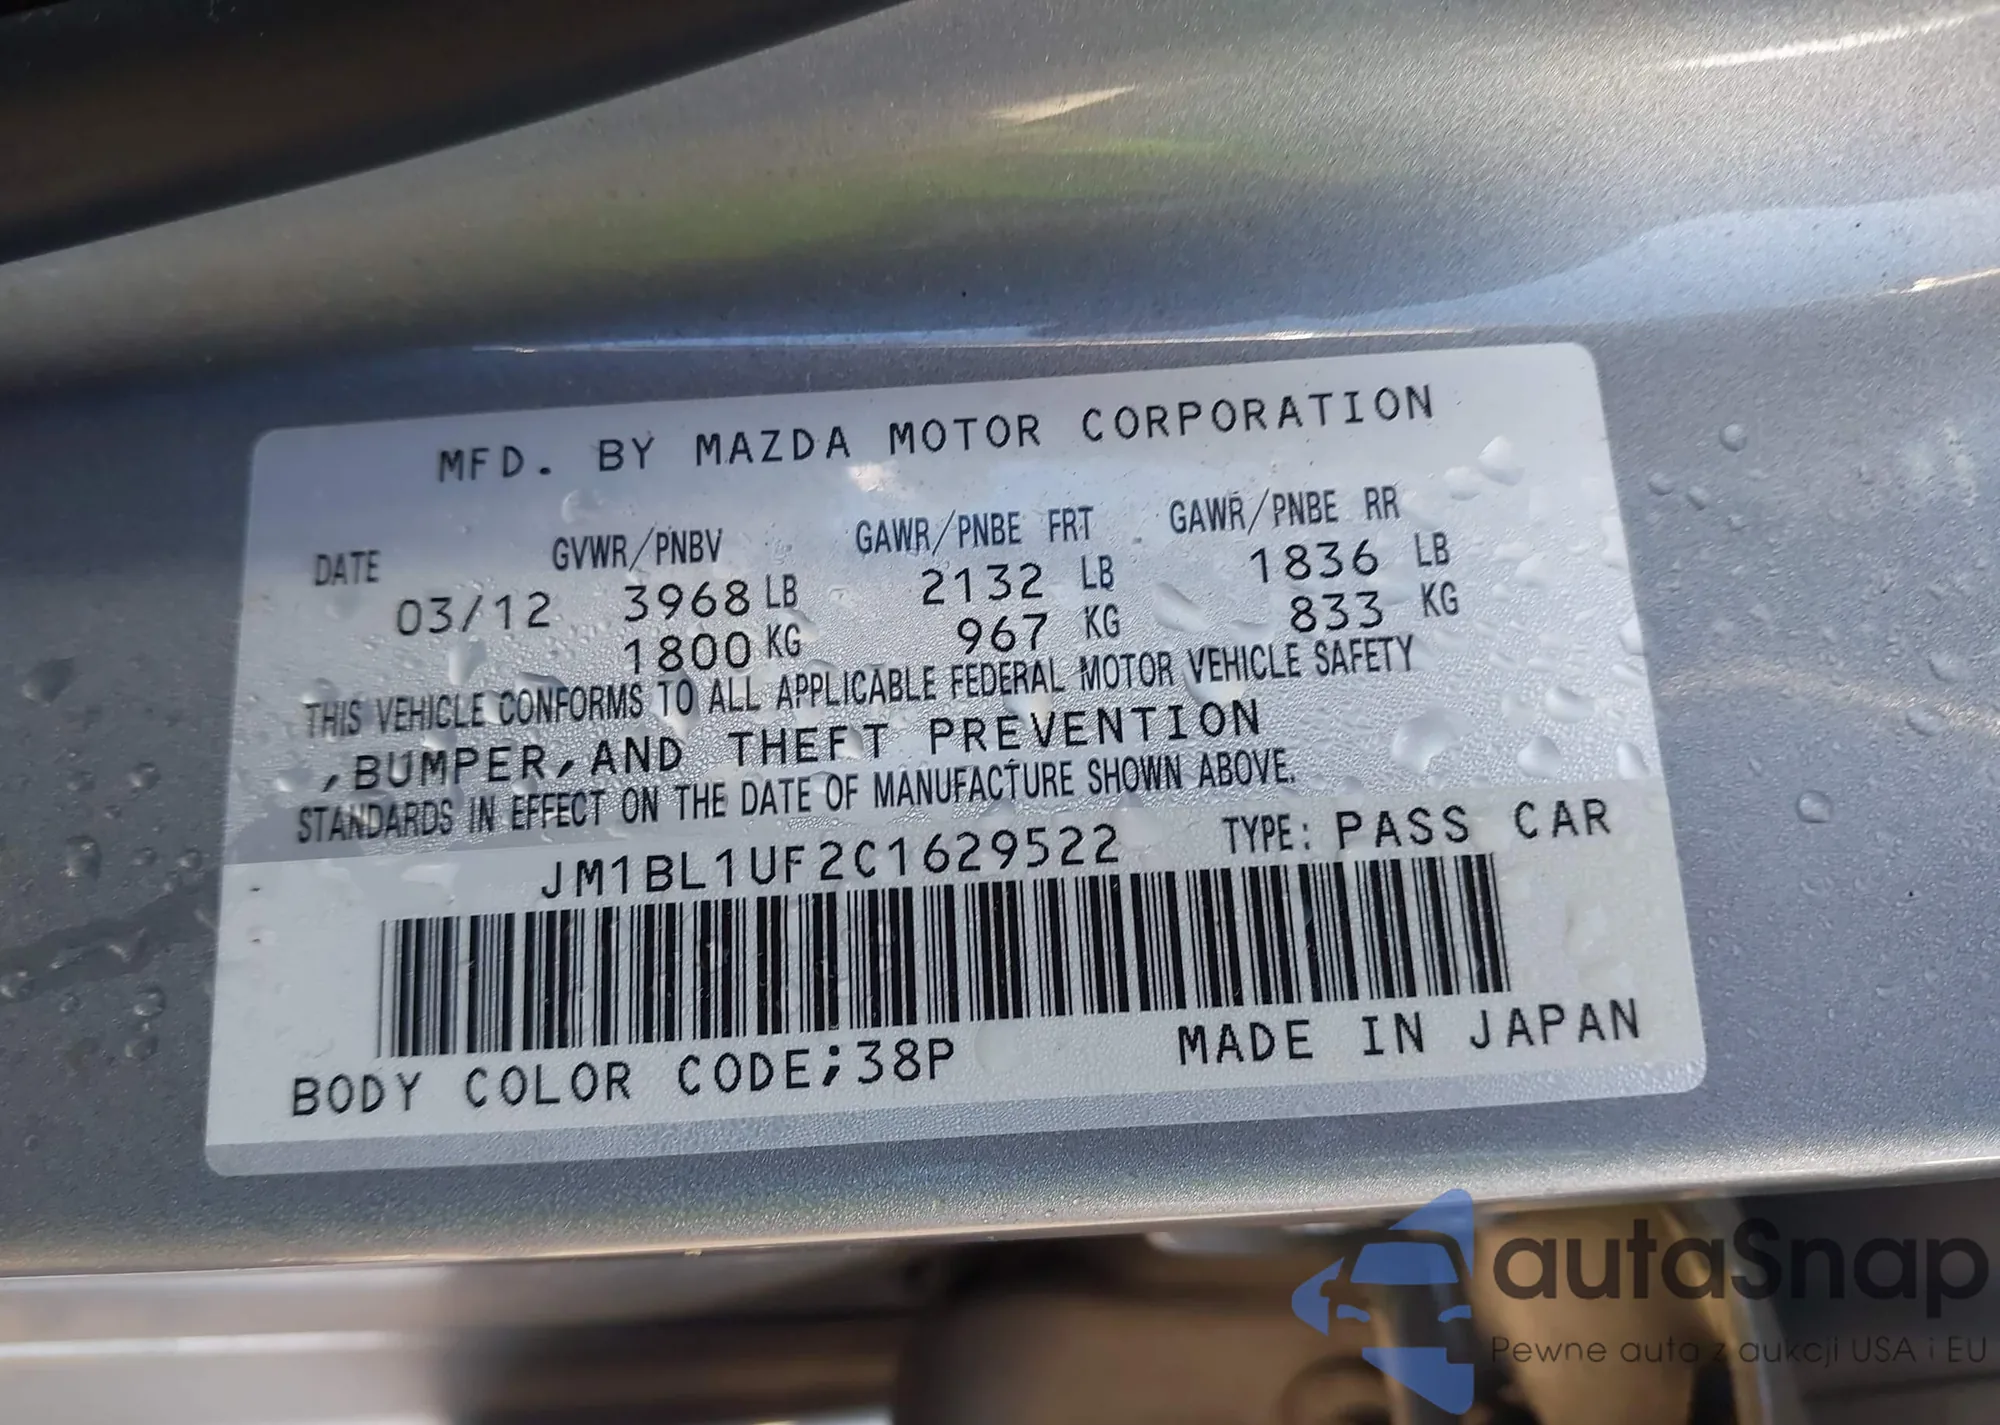 MFD. BY MAZDA MOTOR CORPORATION
DATE GVWR/PNBV GAWR/PNBE FRT GAWR/PNBE RR
03/12 3968 LB 2132 LB 1836 LB
1800 KG 967 KG 833 KG
THIS VEHICLE CONFORMS TO ALL APPLICABLE FEDERAL MOTOR VEHICLE SAFETY
,BUMPER,AND THEFT PREVENTION
STANDARDS IN EFFECT ON THE DATE OF MANUFACTURE SHOWN ABOVE.
JM1BL1UF2C1629522 TYPE: PASS CAR
BODY COLOR CODE;38P MADE IN JAPAN
autaSnap
Pewne auta z aukcji USA i EU